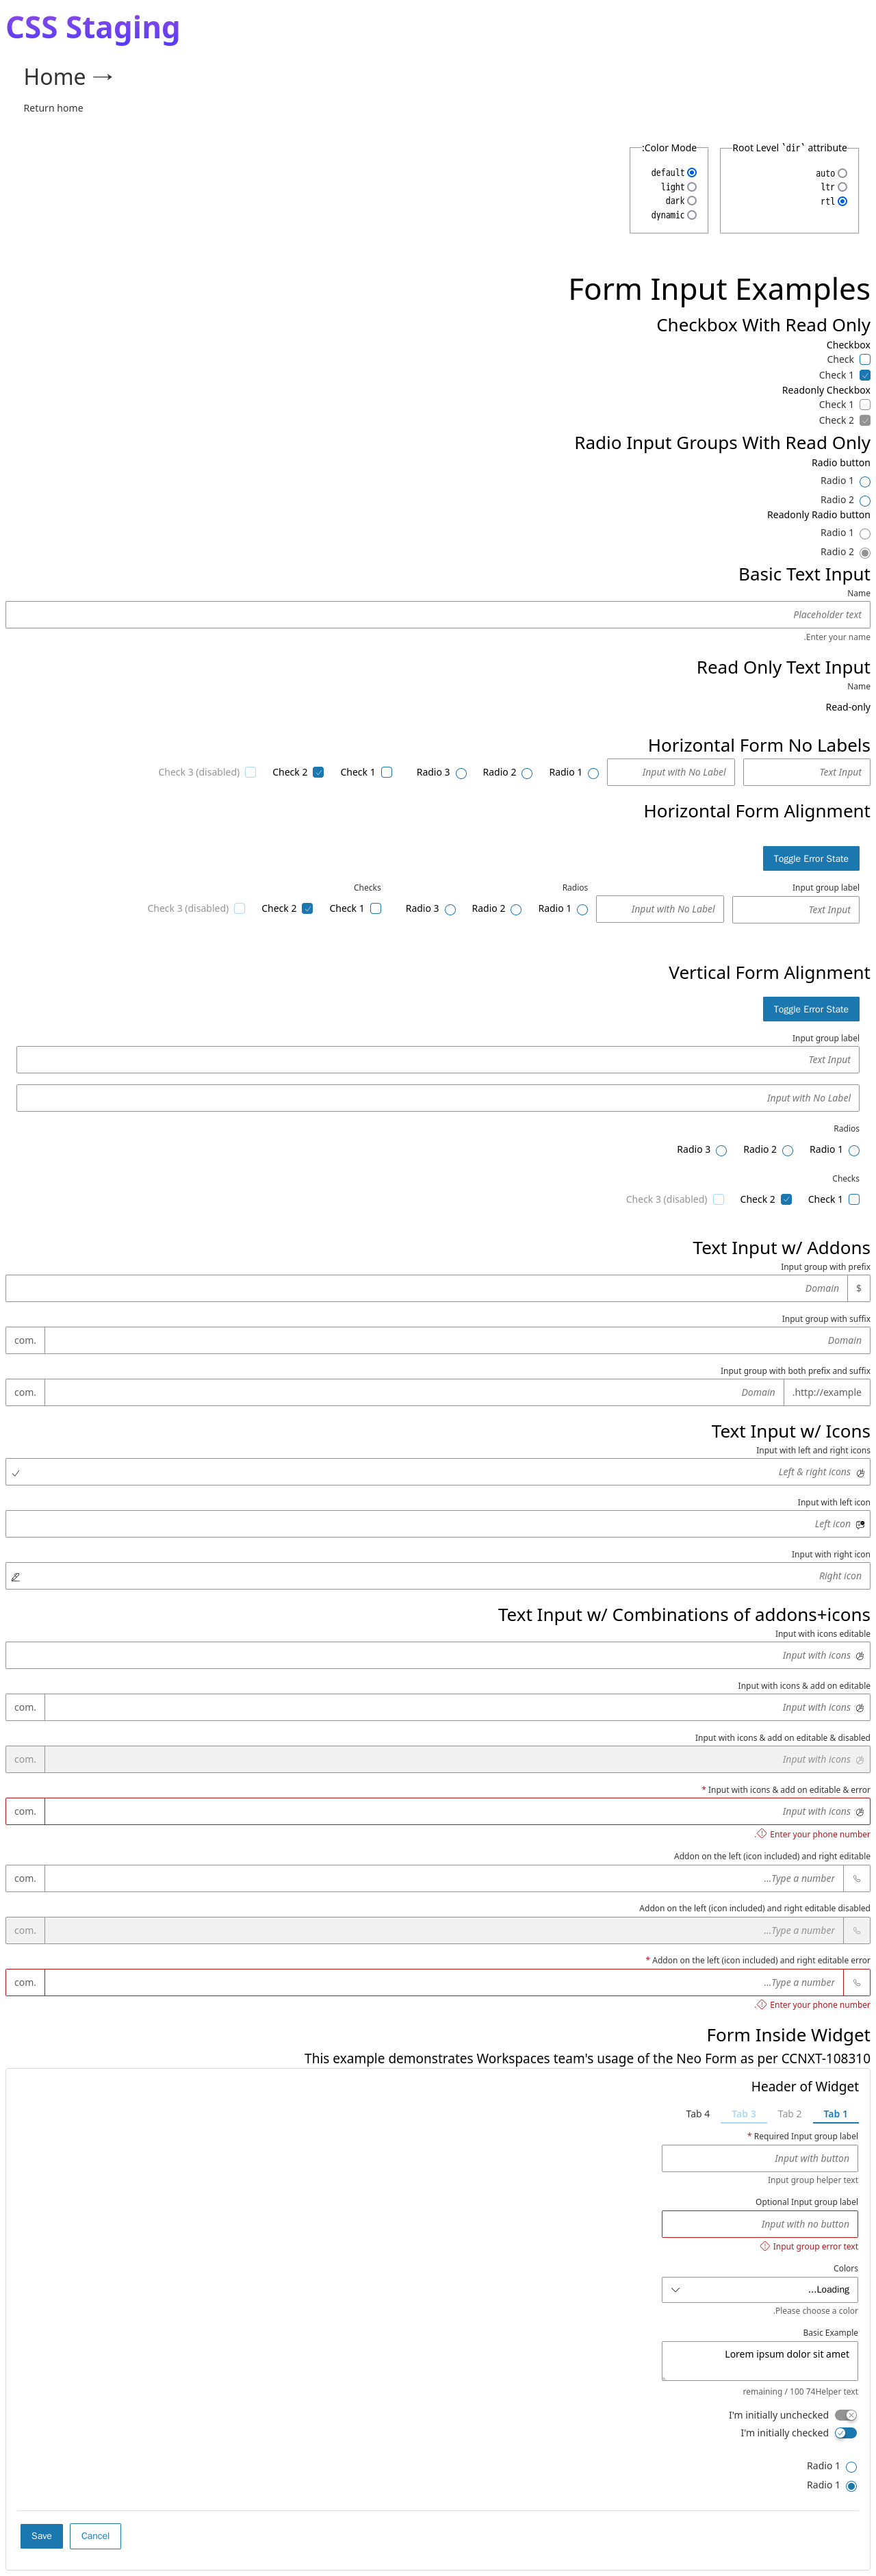 CSS Staging
Home →
Return home
Root Level `dir` attribute
auto
ltr
rtl
:Color Mode
default
light
dark
dynamic
Form Input Examples
Checkbox With Read Only
Checkbox
Check
Check 1
Readonly Checkbox
Check 1
Check 2
Radio Input Groups With Read Only
Radio button
Radio 1
Radio 2
Readonly Radio button
Radio 1
Radio 2
Basic Text Input
Name
Placeholder text
.Enter your name
Read Only Text Input
Name
Read-only
Horizontal Form No Labels
Text Input
Input with No Label
Radio 1
Radio 2
Radio 3
Check 1
Check 2
Check 3 (disabled)
Horizontal Form Alignment
Toggle Error State
Input group label
Text Input
Input with No Label
Radios
Radio 1
Radio 2
Radio 3
Checks
Check 1
Check 2
Check 3 (disabled)
Vertical Form Alignment
Toggle Error State
Input group label
Text Input
Input with No Label
Radios
Radio 1
Radio 2
Radio 3
Checks
Check 1
Check 2
Check 3 (disabled)
Text Input w/ Addons
Input group with prefix
$
Domain
Input group with suffix
Domain
com.
Input group with both prefix and suffix
.http://example
Domain
com.
Text Input w/ Icons
Input with left and right icons
Left & right icons
Input with left icon
Left icon
Input with right icon
Right icon
Text Input w/ Combinations of addons+icons
Input with icons editable
Input with icons
Input with icons & add on editable
Input with icons
com.
Input with icons & add on editable & disabled
Input with icons
com.
* Input with icons & add on editable & error
Input with icons
com.
. Enter your phone number
Addon on the left (icon included) and right editable
...Type a number
com.
Addon on the left (icon included) and right editable disabled
...Type a number
com.
* Addon on the left (icon included) and right editable error
...Type a number
com.
. Enter your phone number
Form Inside Widget
This example demonstrates Workspaces team's usage of the Neo Form as per CCNXT-108310
Header of Widget
Tab 1
Tab 2
Tab 3
Tab 4
* Required Input group label
Input with button
Input group helper text
Optional Input group label
Input with no button
Input group error text
Colors
...Loading
.Please choose a color
Basic Example
Lorem ipsum dolor sit amet
remaining / 100 74Helper text
I'm initially unchecked
I'm initially checked
Radio 1
Radio 1
Save
Cancel